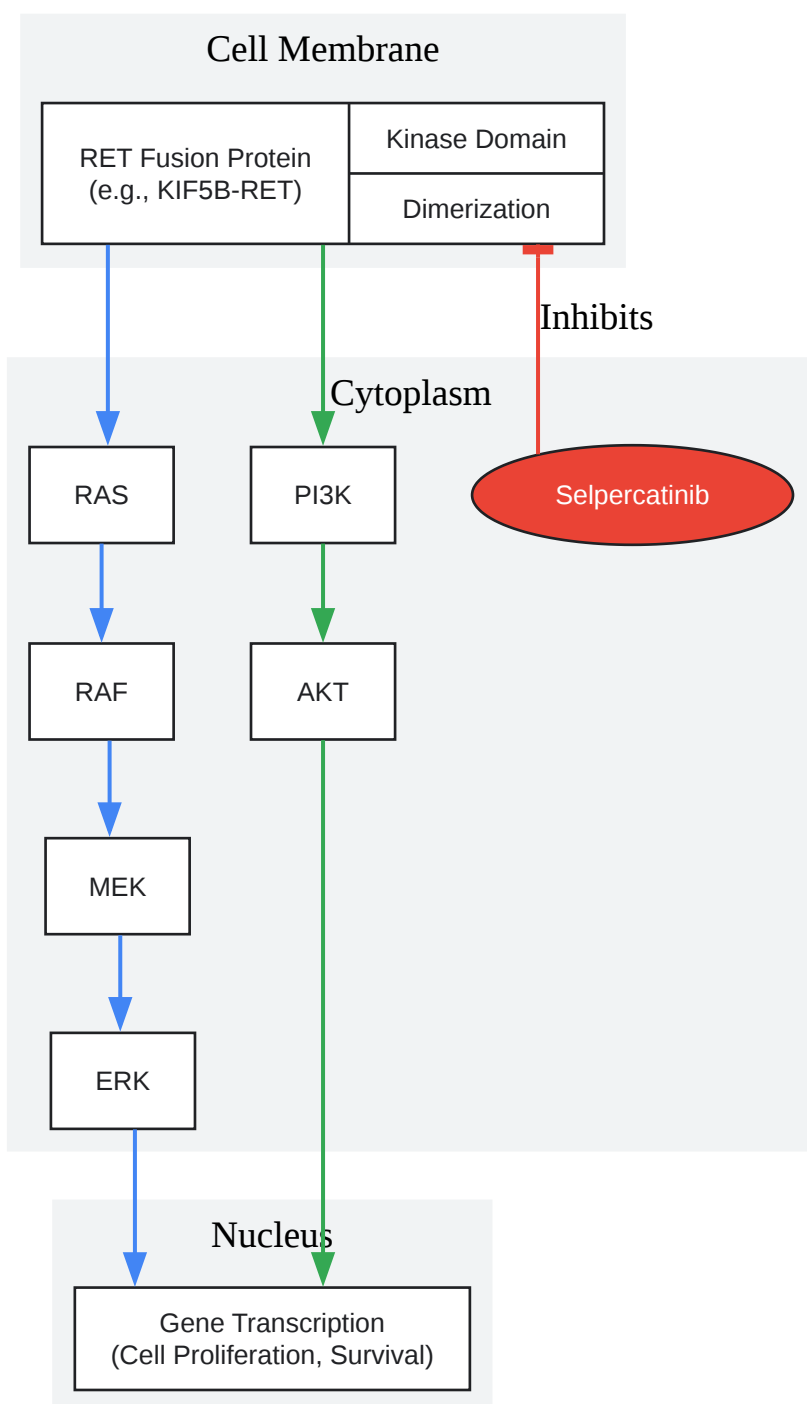 Cell Membrane
RET Fusion Protein
(e.g., KIF5B-RET)
Kinase Domain
Dimerization
Inhibits
Cytoplasm
RAS
PI3K
Selpercatinib
RAF
AKT
MEK
ERK
Nucleus
Gene Transcription
(Cell Proliferation, Survival)